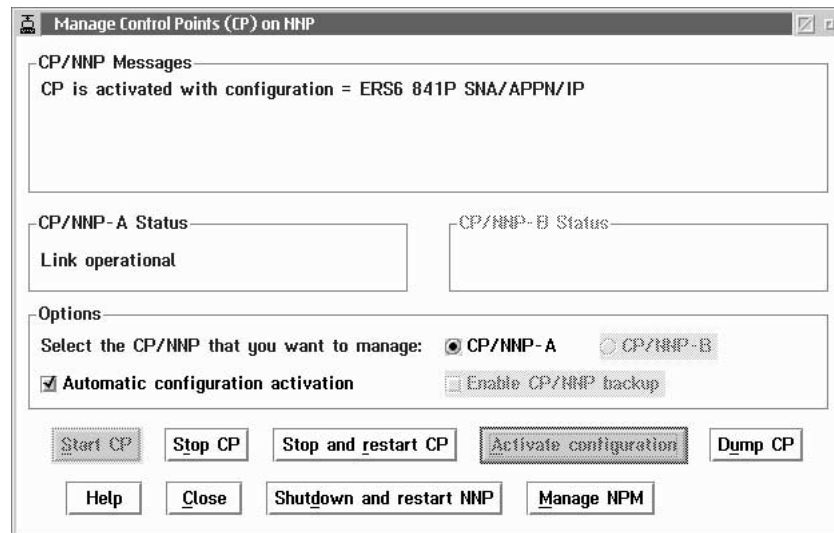 Manage Control Points (CP) on NNP
CP/NNP Messages
CP is activated with configuration = ERS6 841P SNA/APPN/IP
CP/NNP-A Status
CP/NNP-B Status
Link operational
Options
Select the CP/NNP that you want to manage: CP/NNP-A CP/NNP-B
Automatic configuration activation Enable CP/NNP backup
Start CP Stop CP Stop and restart CP Activate configuration Dump CP
Help Close Shutdown and restart NNP Manage NPM